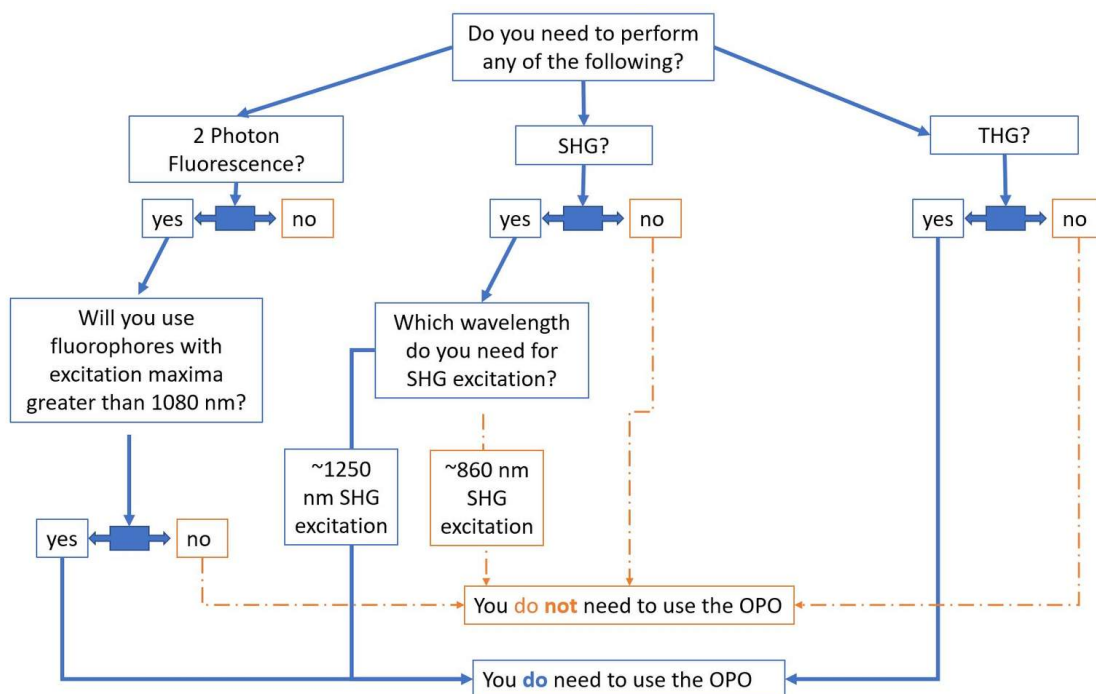 Do you need to perform
any of the following?
2 Photon
Fluorescence?
SHG?
THG?
yes
no
yes
no
yes
no
Will you use
fluorophores with
excitation maxima
greater than 1080 nm?
Which wavelength
do you need for
SHG excitation?
~1250
nm SHG
excitation
~860 nm
SHG
excitation
yes
no
You do not need to use the OPO
You do need to use the OPO